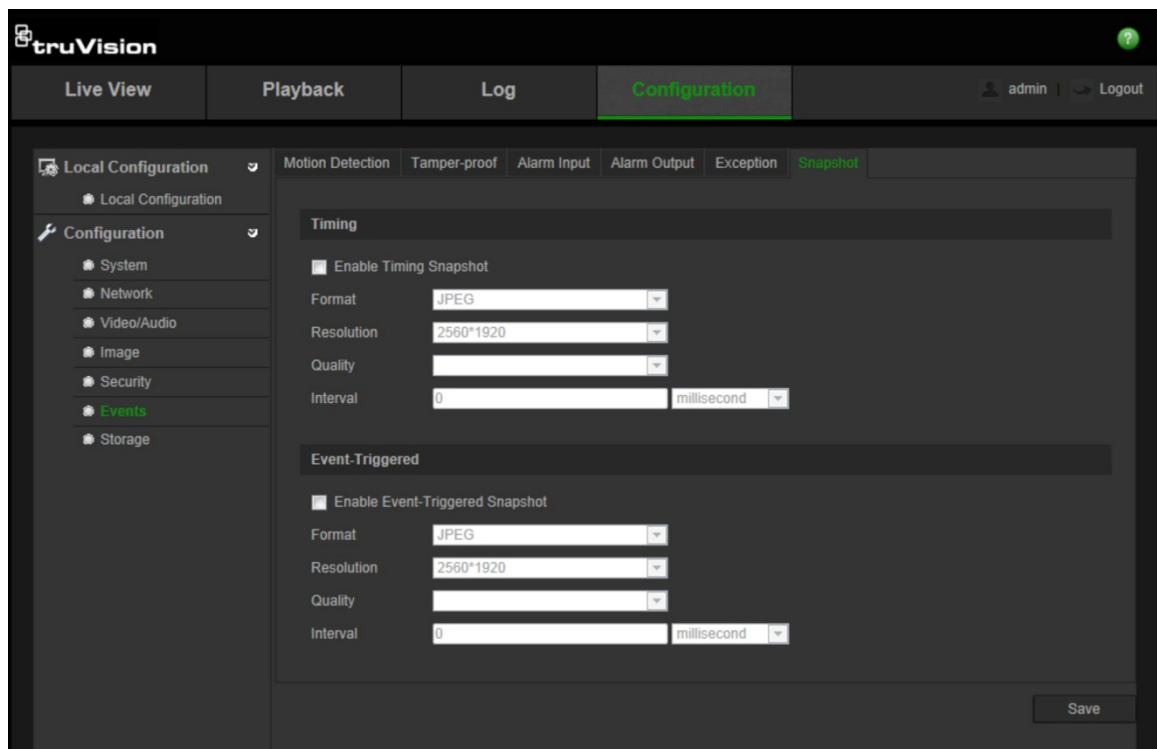 truVision
?
Live View Playback Log Configuration admin | Logout
Local Configuration
Local Configuration
Configuration
System
Network
Video/Audio
Image
Security
Events
Storage
Motion Detection Tamper-proof Alarm Input Alarm Output Exception Snapshot
Timing
Enable Timing Snapshot
Format JPEG
Resolution 2560*1920
Quality
Interval 0 millisecond
Event-Triggered
Enable Event-Triggered Snapshot
Format JPEG
Resolution 2560*1920
Quality
Interval 0 millisecond
Save